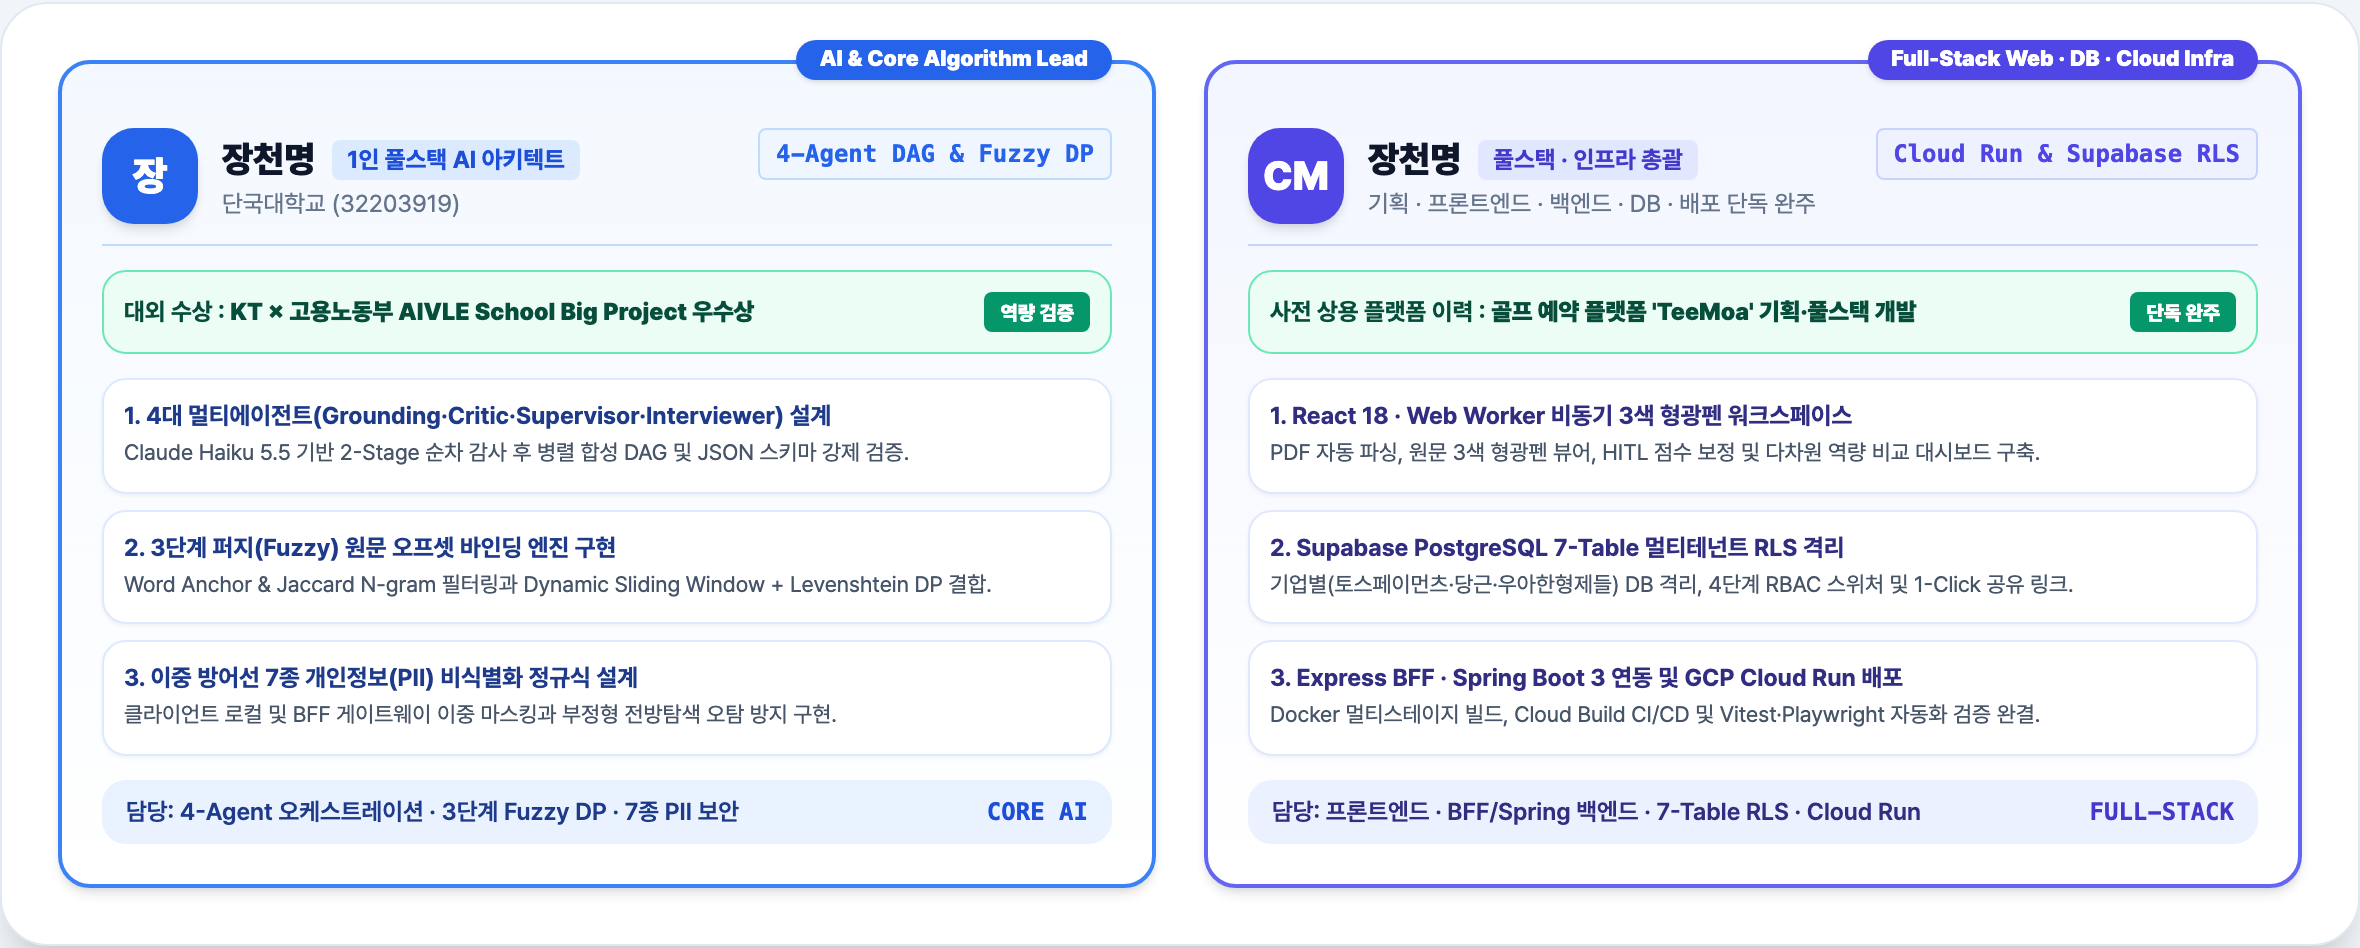 AI & Core Algorithm Lead
장
장천명
1인 풀스택 AI 아키텍트
4-Agent DAG & Fuzzy DP
단국대학교 (32203919)
대외 수상 : KT × 고용노동부 AIVLE School Big Project 우수상
역량 검증
1. 4대 멀티에이전트(Grounding·Critic·Supervisor·Interviewer) 설계
Claude Haiku 5.5 기반 2-Stage 순차 감사 후 병렬 합성 DAG 및 JSON 스키마 강제 검증.
2. 3단계 퍼지(Fuzzy) 원문 오프셋 바인딩 엔진 구현
Word Anchor & Jaccard N-gram 필터링과 Dynamic Sliding Window + Levenshtein DP 결합.
3. 이중 방어선 7종 개인정보(PII) 비식별화 정규식 설계
클라이언트 로컬 및 BFF 게이트웨이 이중 마스킹과 부정형 전방탐색 오탐 방지 구현.
담당: 4-Agent 오케스트레이션 · 3단계 Fuzzy DP · 7종 PII 보안
CORE AI
Full-Stack Web · DB · Cloud Infra
CM
장천명
풀스택 · 인프라 총괄
Cloud Run & Supabase RLS
기획 · 프론트엔드 · 백엔드 · DB · 배포 단독 완주
사전 상용 플랫폼 이력 : 골프 예약 플랫폼 'TeeMoa' 기획·풀스택 개발
단독 완주
1. React 18 · Web Worker 비동기 3색 형광펜 워크스페이스
PDF 자동 파싱, 원문 3색 형광펜 뷰어, HITL 점수 보정 및 다차원 역량 비교 대시보드 구축.
2. Supabase PostgreSQL 7-Table 멀티테넌트 RLS 격리
기업별(토스페이먼츠·당근·우아한형제들) DB 격리, 4단계 RBAC 스위처 및 1-Click 공유 링크.
3. Express BFF · Spring Boot 3 연동 및 GCP Cloud Run 배포
Docker 멀티스테이지 빌드, Cloud Build CI/CD 및 Vitest·Playwright 자동화 검증 완결.
담당: 프론트엔드 · BFF/Spring 백엔드 · 7-Table RLS · Cloud Run
FULL-STACK